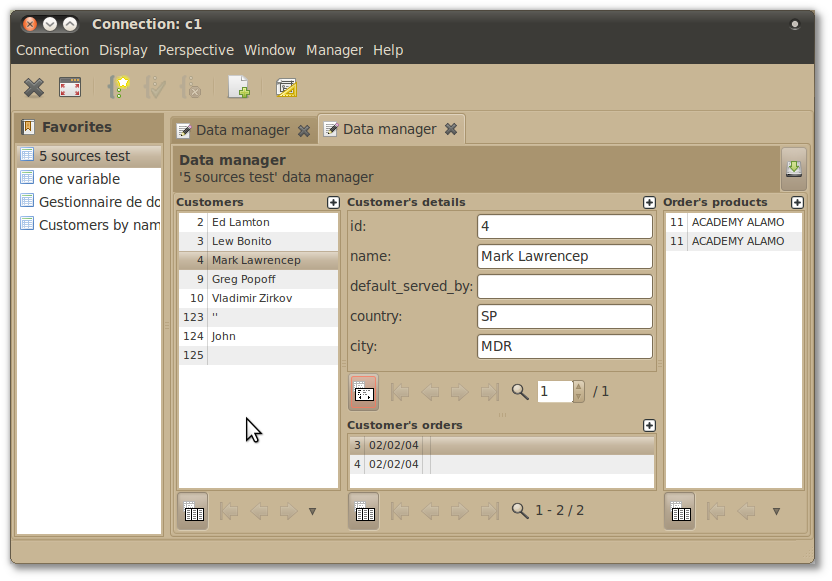 Connection: c1
Connection Display Perspective Window Manager Help
Favorites
5 sources test
one variable
Gestionnaire de do
Customers by nam
Data manager
Data manager
Data manager
'5 sources test' data manager
Customers
2 Ed Lamton
3 Lew Bonito
4 Mark Lawrencep
9 Greg Popoff
10 Vladimir Zirkov
123 ''
124 John
125
Customer's details
id: 4
name: Mark Lawrencep
default_served_by:
country: SP
city: MDR
1 / 1
Customer's orders
3 02/02/04
4 02/02/04
1 - 2 / 2
Order's products
11 ACADEMY ALAMO
11 ACADEMY ALAMO